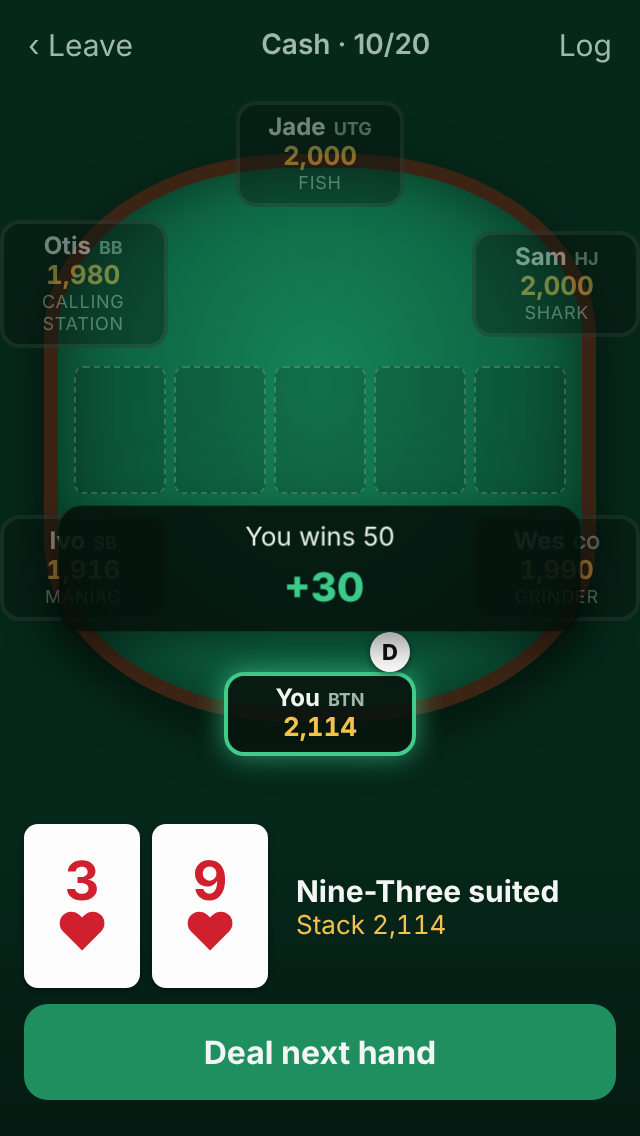 ‹ Leave
Cash · 10/20
Log
Jade UTG
2,000
FISH
Otis BB
1,980
CALLING
STATION
Sam HJ
2,000
SHARK
Ivo SB
1,916
MANIAC
Wes CO
1,990
GRINDER
You wins 50
+30
D
You BTN
2,114
3
9
Nine-Three suited
Stack 2,114
Deal next hand